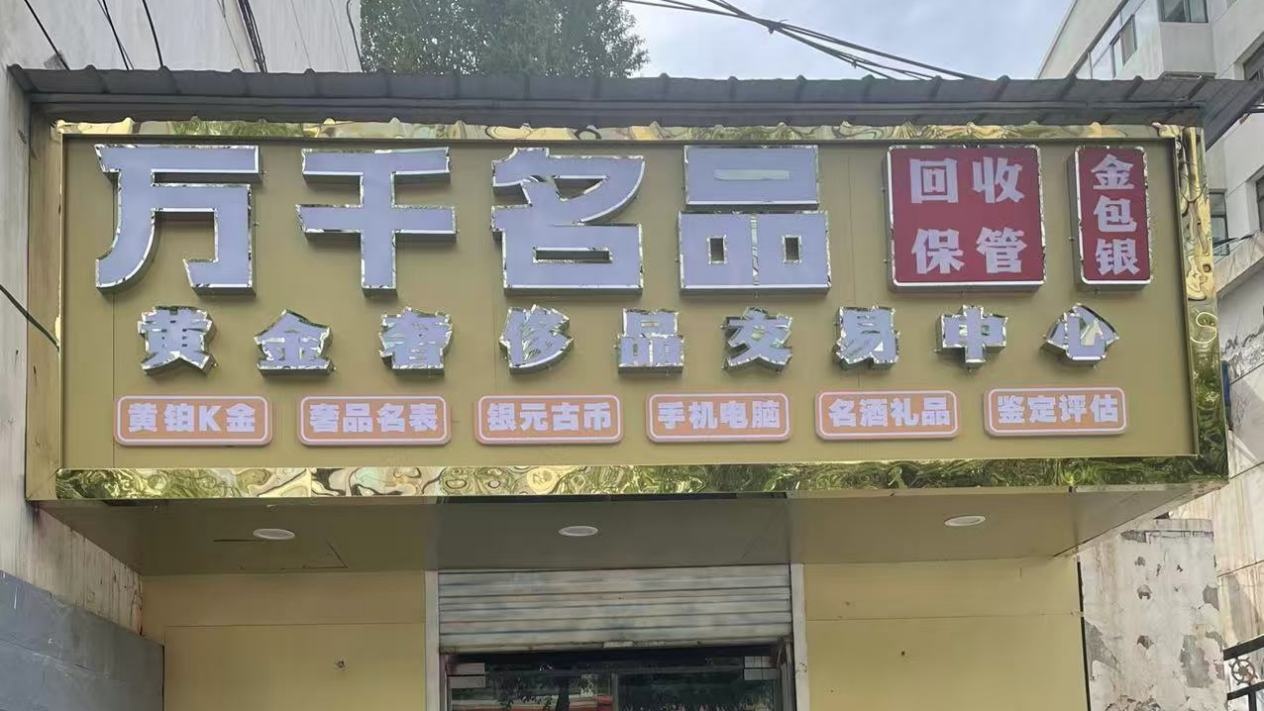 万千名品
回收
保管
金包银
黄金奢侈品交易中心
黄铂K金 奢品名表 银元古币 手机电脑 名酒礼品 鉴定评估